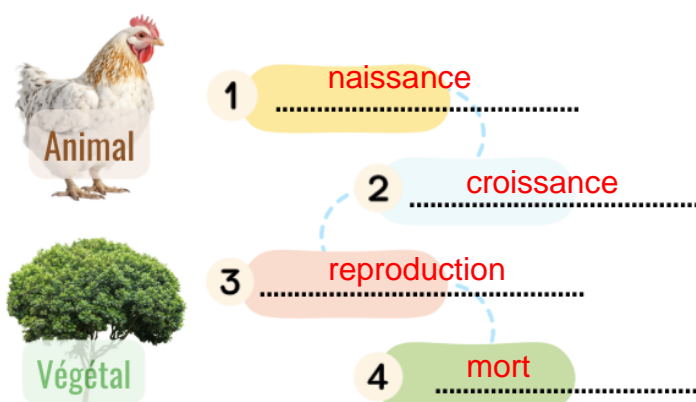 Animal
1 naissance
2 croissance
3 reproduction
Végétal
4 mort